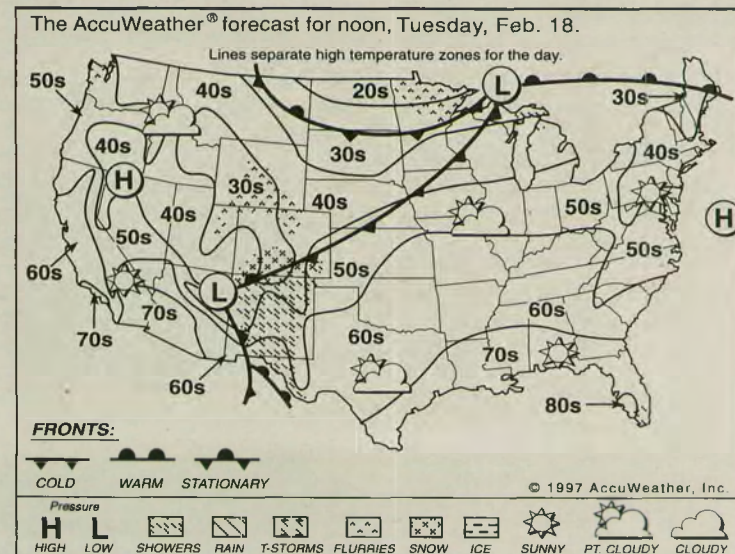 The AccuWeather® forecast for noon, Tuesday, Feb. 18.
Lines separate high temperature zones for the day.
50s
40s
20s
L
30s
40s
30s
40s
H
30s
40s
40s
50s
H
50s
50s
60s
50s
L
70s
60s
60s
70s
70s
60s
80s
FRONTS:
COLD WARM STATIONARY
© 1997 AccuWeather, Inc.
Pressure
H L
HIGH LOW SHOWERS RAIN T-STORMS FLURRIES SNOW ICE SUNNY PT. CLOUDY CLOUDY